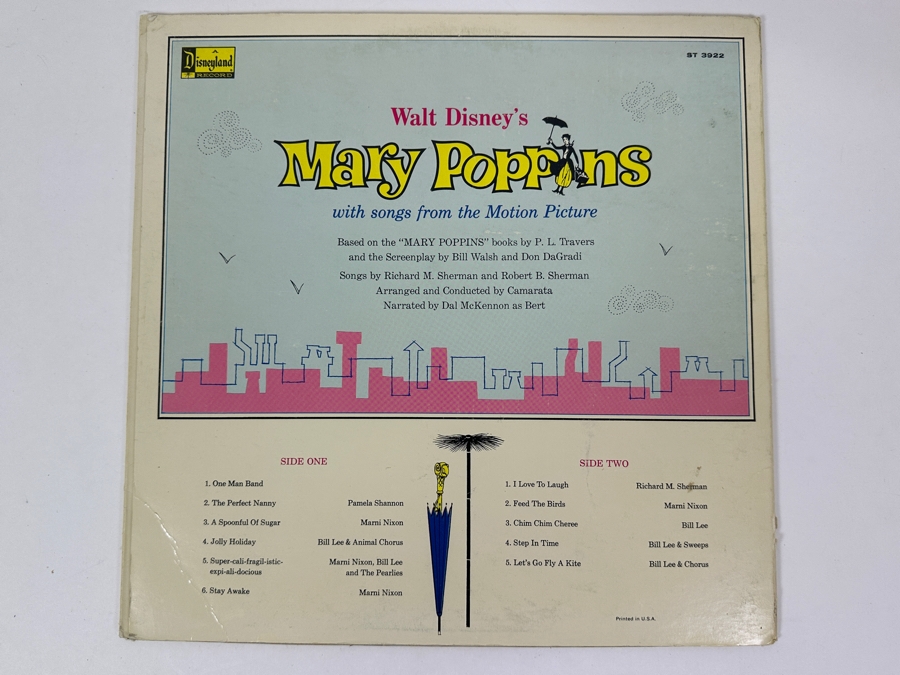 A
Disneyland
RECORD
ST 3922
Walt Disney's
Mary Poppins
with songs from the Motion Picture
Based on the "MARY POPPINS" books by P. L. Travers
and the Screenplay by Bill Walsh and Don DaGradi
Songs by Richard M. Sherman and Robert B. Sherman
Arranged and Conducted by Camarata
Narrated by Dal McKennon as Bert
SIDE ONE
1. One Man Band
2. The Perfect Nanny Pamela Shannon
3. A Spoonful Of Sugar Marni Nixon
4. Jolly Holiday Bill Lee & Animal Chorus
5. Super-cali-fragil-istic- Marni Nixon, Bill Lee
expi-ali-docious and The Pearlies
6. Stay Awake Marni Nixon
SIDE TWO
1. I Love To Laugh Richard M. Sherman
2. Feed The Birds Marni Nixon
3. Chim Chim Cheree Bill Lee
4. Step In Time Bill Lee & Sweeps
5. Let's Go Fly A Kite Bill Lee & Chorus
Printed in U.S.A.